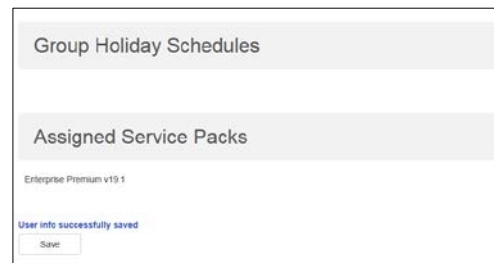 Group Holiday Schedules
Assigned Service Packs
Enterprise Premium v19.1
User info successfully saved
Save